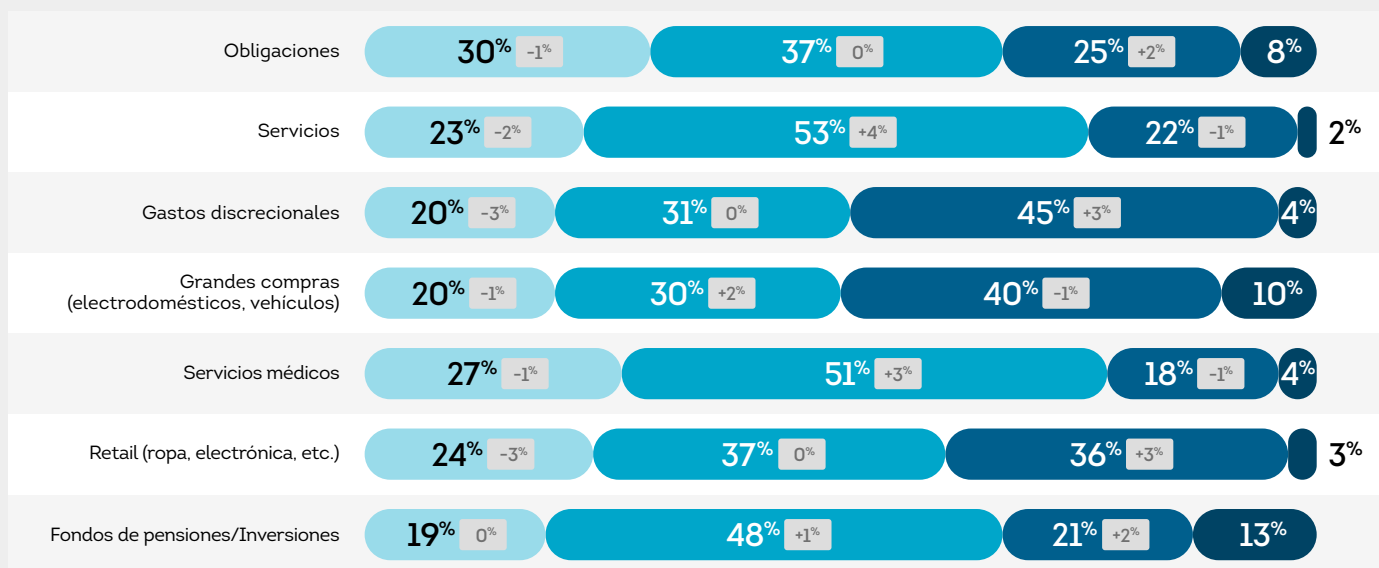 Obligaciones 30% -1% 37% 0% 25% +2% 8%
Servicios 23% -2% 53% +4% 22% -1% 2%
Gastos discrecionales 20% -3% 31% 0% 45% +3% 4%
Grandes compras
(electrodomésticos, vehículos) 20% -1% 30% +2% 40% -1% 10%
Servicios médicos 27% -1% 51% +3% 18% -1% 4%
Retail (ropa, electrónica, etc.) 24% -3% 37% 0% 36% +3% 3%
Fondos de pensiones/Inversiones 19% 0% 48% +1% 21% +2% 13%